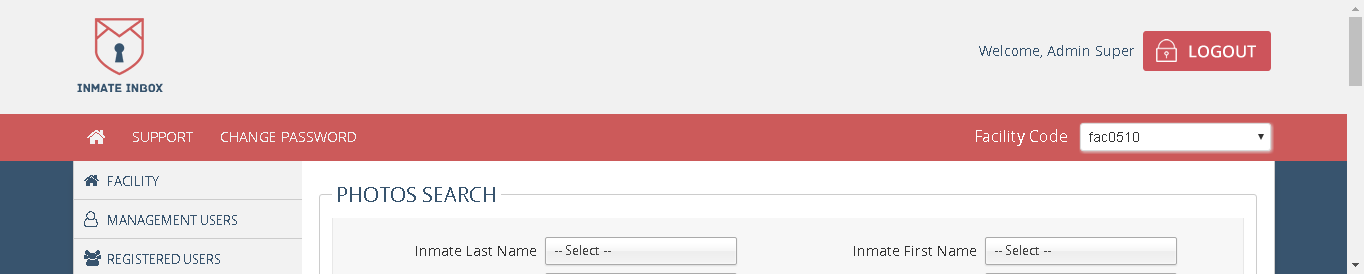 INMATE INBOX
Welcome, Admin Super
LOGOUT
SUPPORT
CHANGE PASSWORD
Facility Code
fac0510
FACILITY
MANAGEMENT USERS
REGISTERED USERS
PHOTOS SEARCH
Inmate Last Name
-- Select --
Inmate First Name
-- Select --